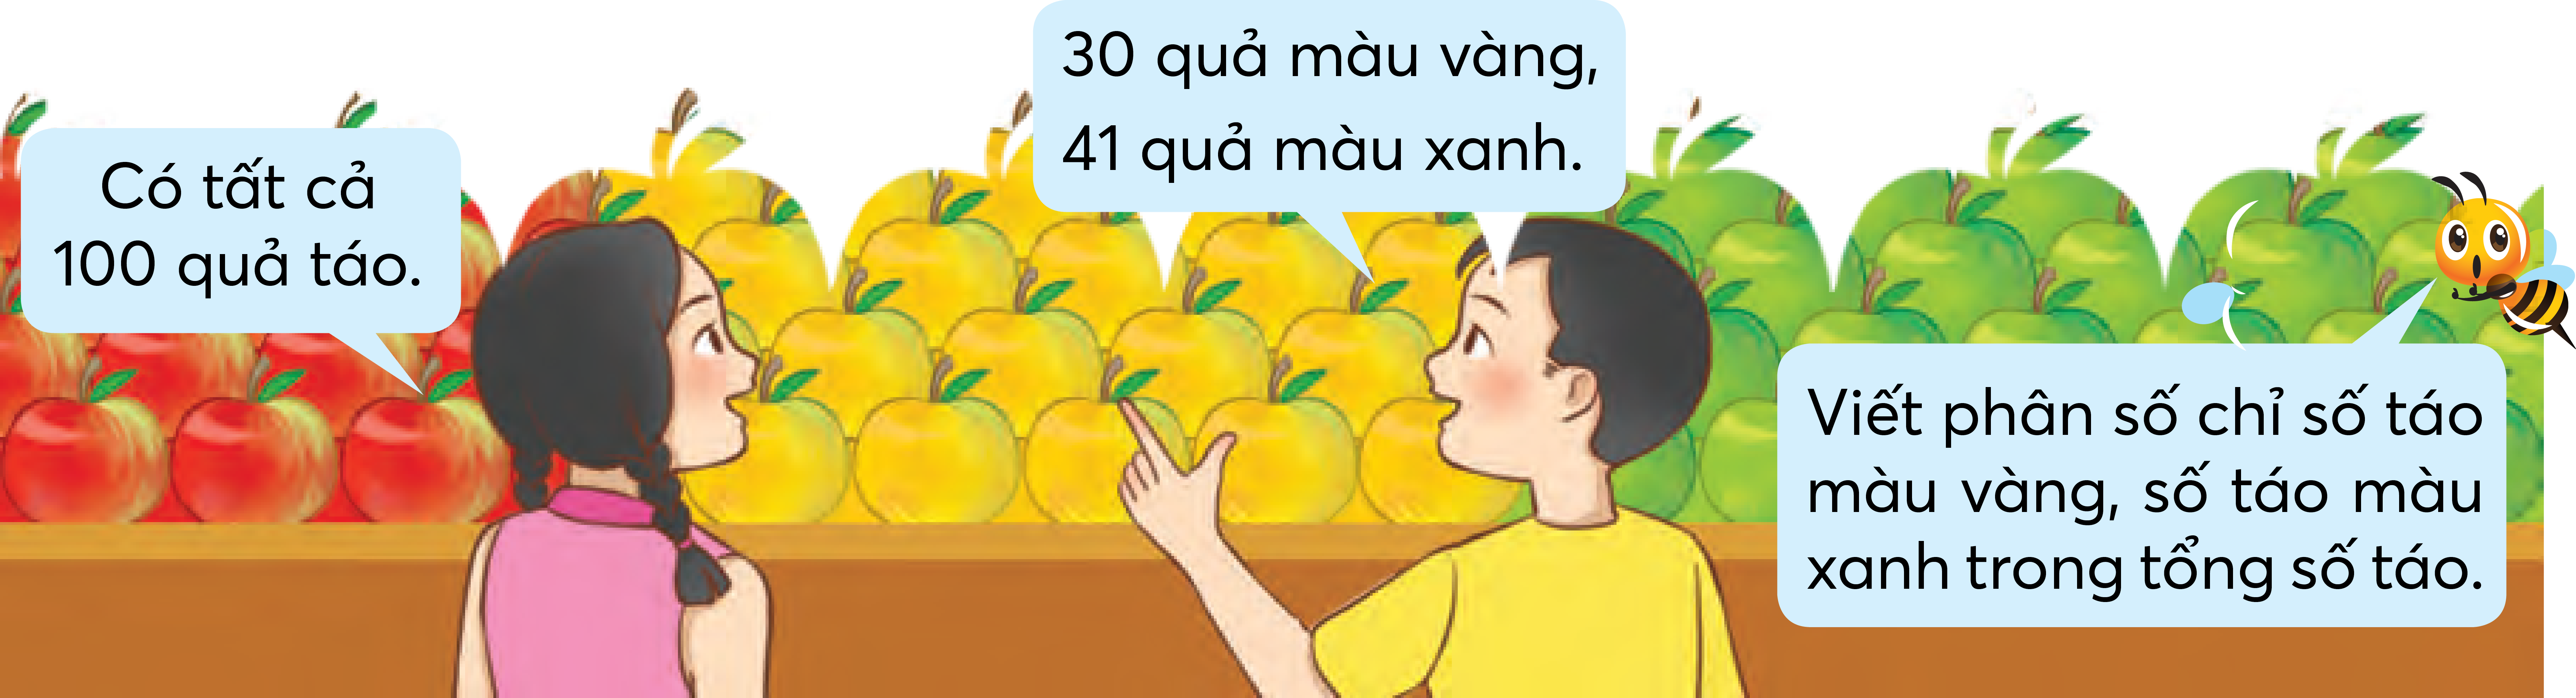 Có tất cả
100 quả táo.
30 quả màu vàng,
41 quả màu xanh.
Viết phân số chỉ số táo
màu vàng, số táo màu
xanh trong tổng số táo.